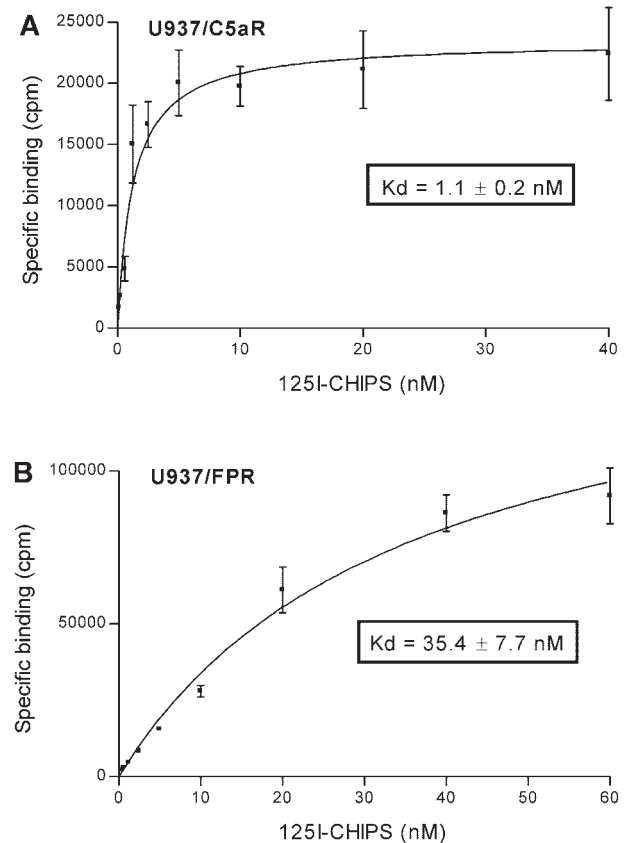 A
U937/C5aR
25000
20000
15000
10000
5000
0
Specific binding (cpm)
Kd = 1.1 ± 0.2 nM
0 10 20 30 40
125I-CHIPS (nM)
B
U937/FPR
100000
50000
0
Specific binding (cpm)
Kd = 35.4 ± 7.7 nM
0 10 20 30 40 50 60
125I-CHIPS (nM)